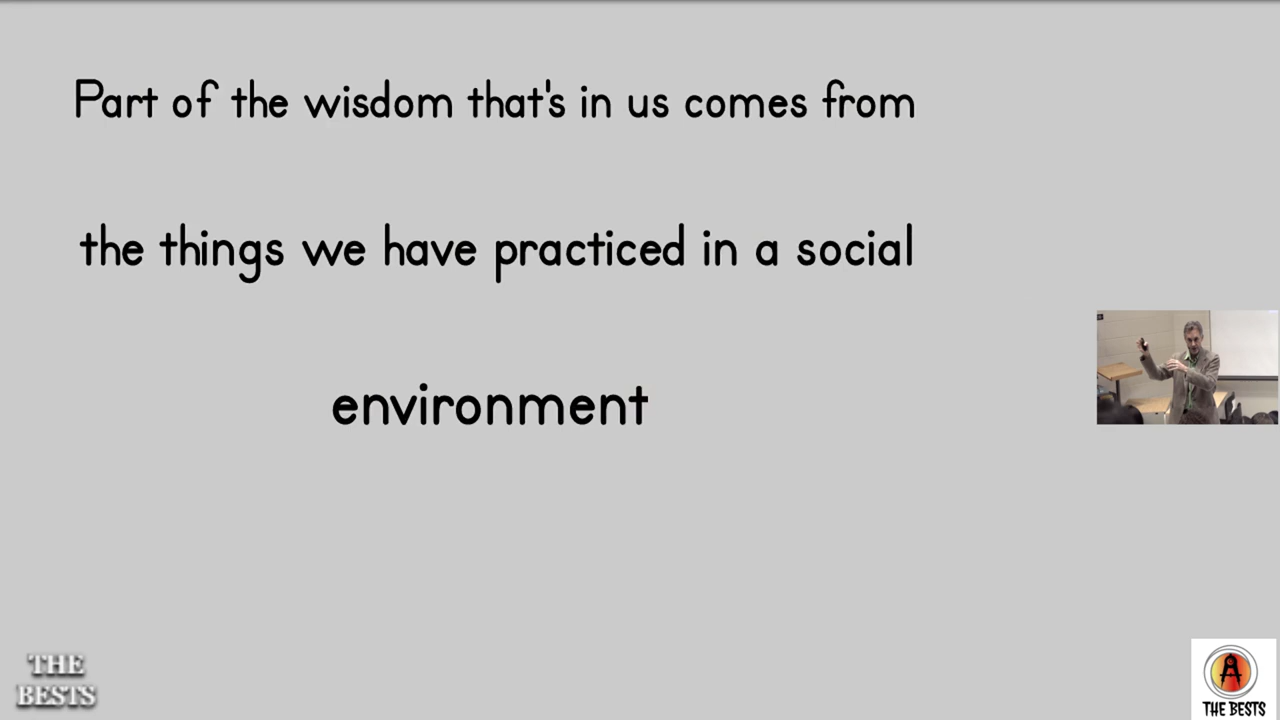 Part of the wisdom that's in us comes from
the things we have practiced in a social
environment
THE
BESTS
THE BESTS